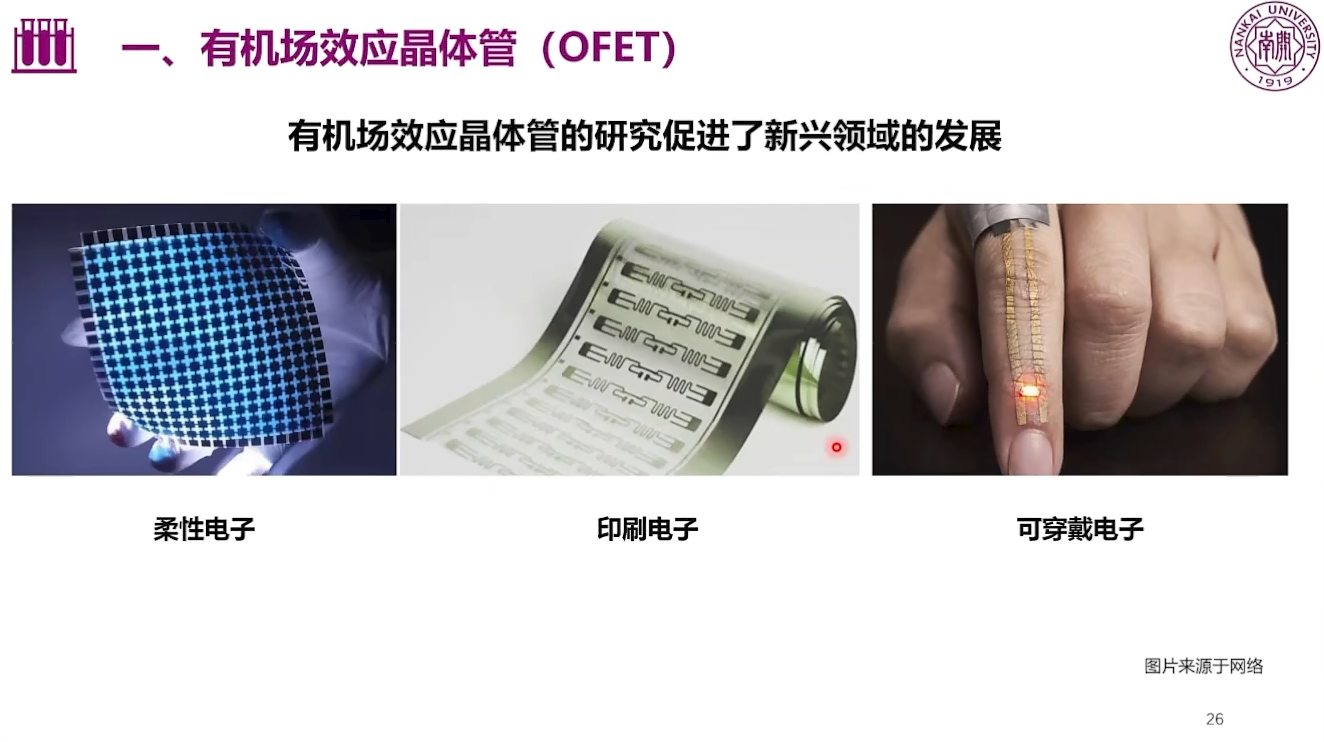 一、有机场效应晶体管（OFET）
NANKAI UNIVERSITY
南開
1919
有机场效应晶体管的研究促进了新兴领域的发展
柔性电子
印刷电子
可穿戴电子
图片来源于网络
26